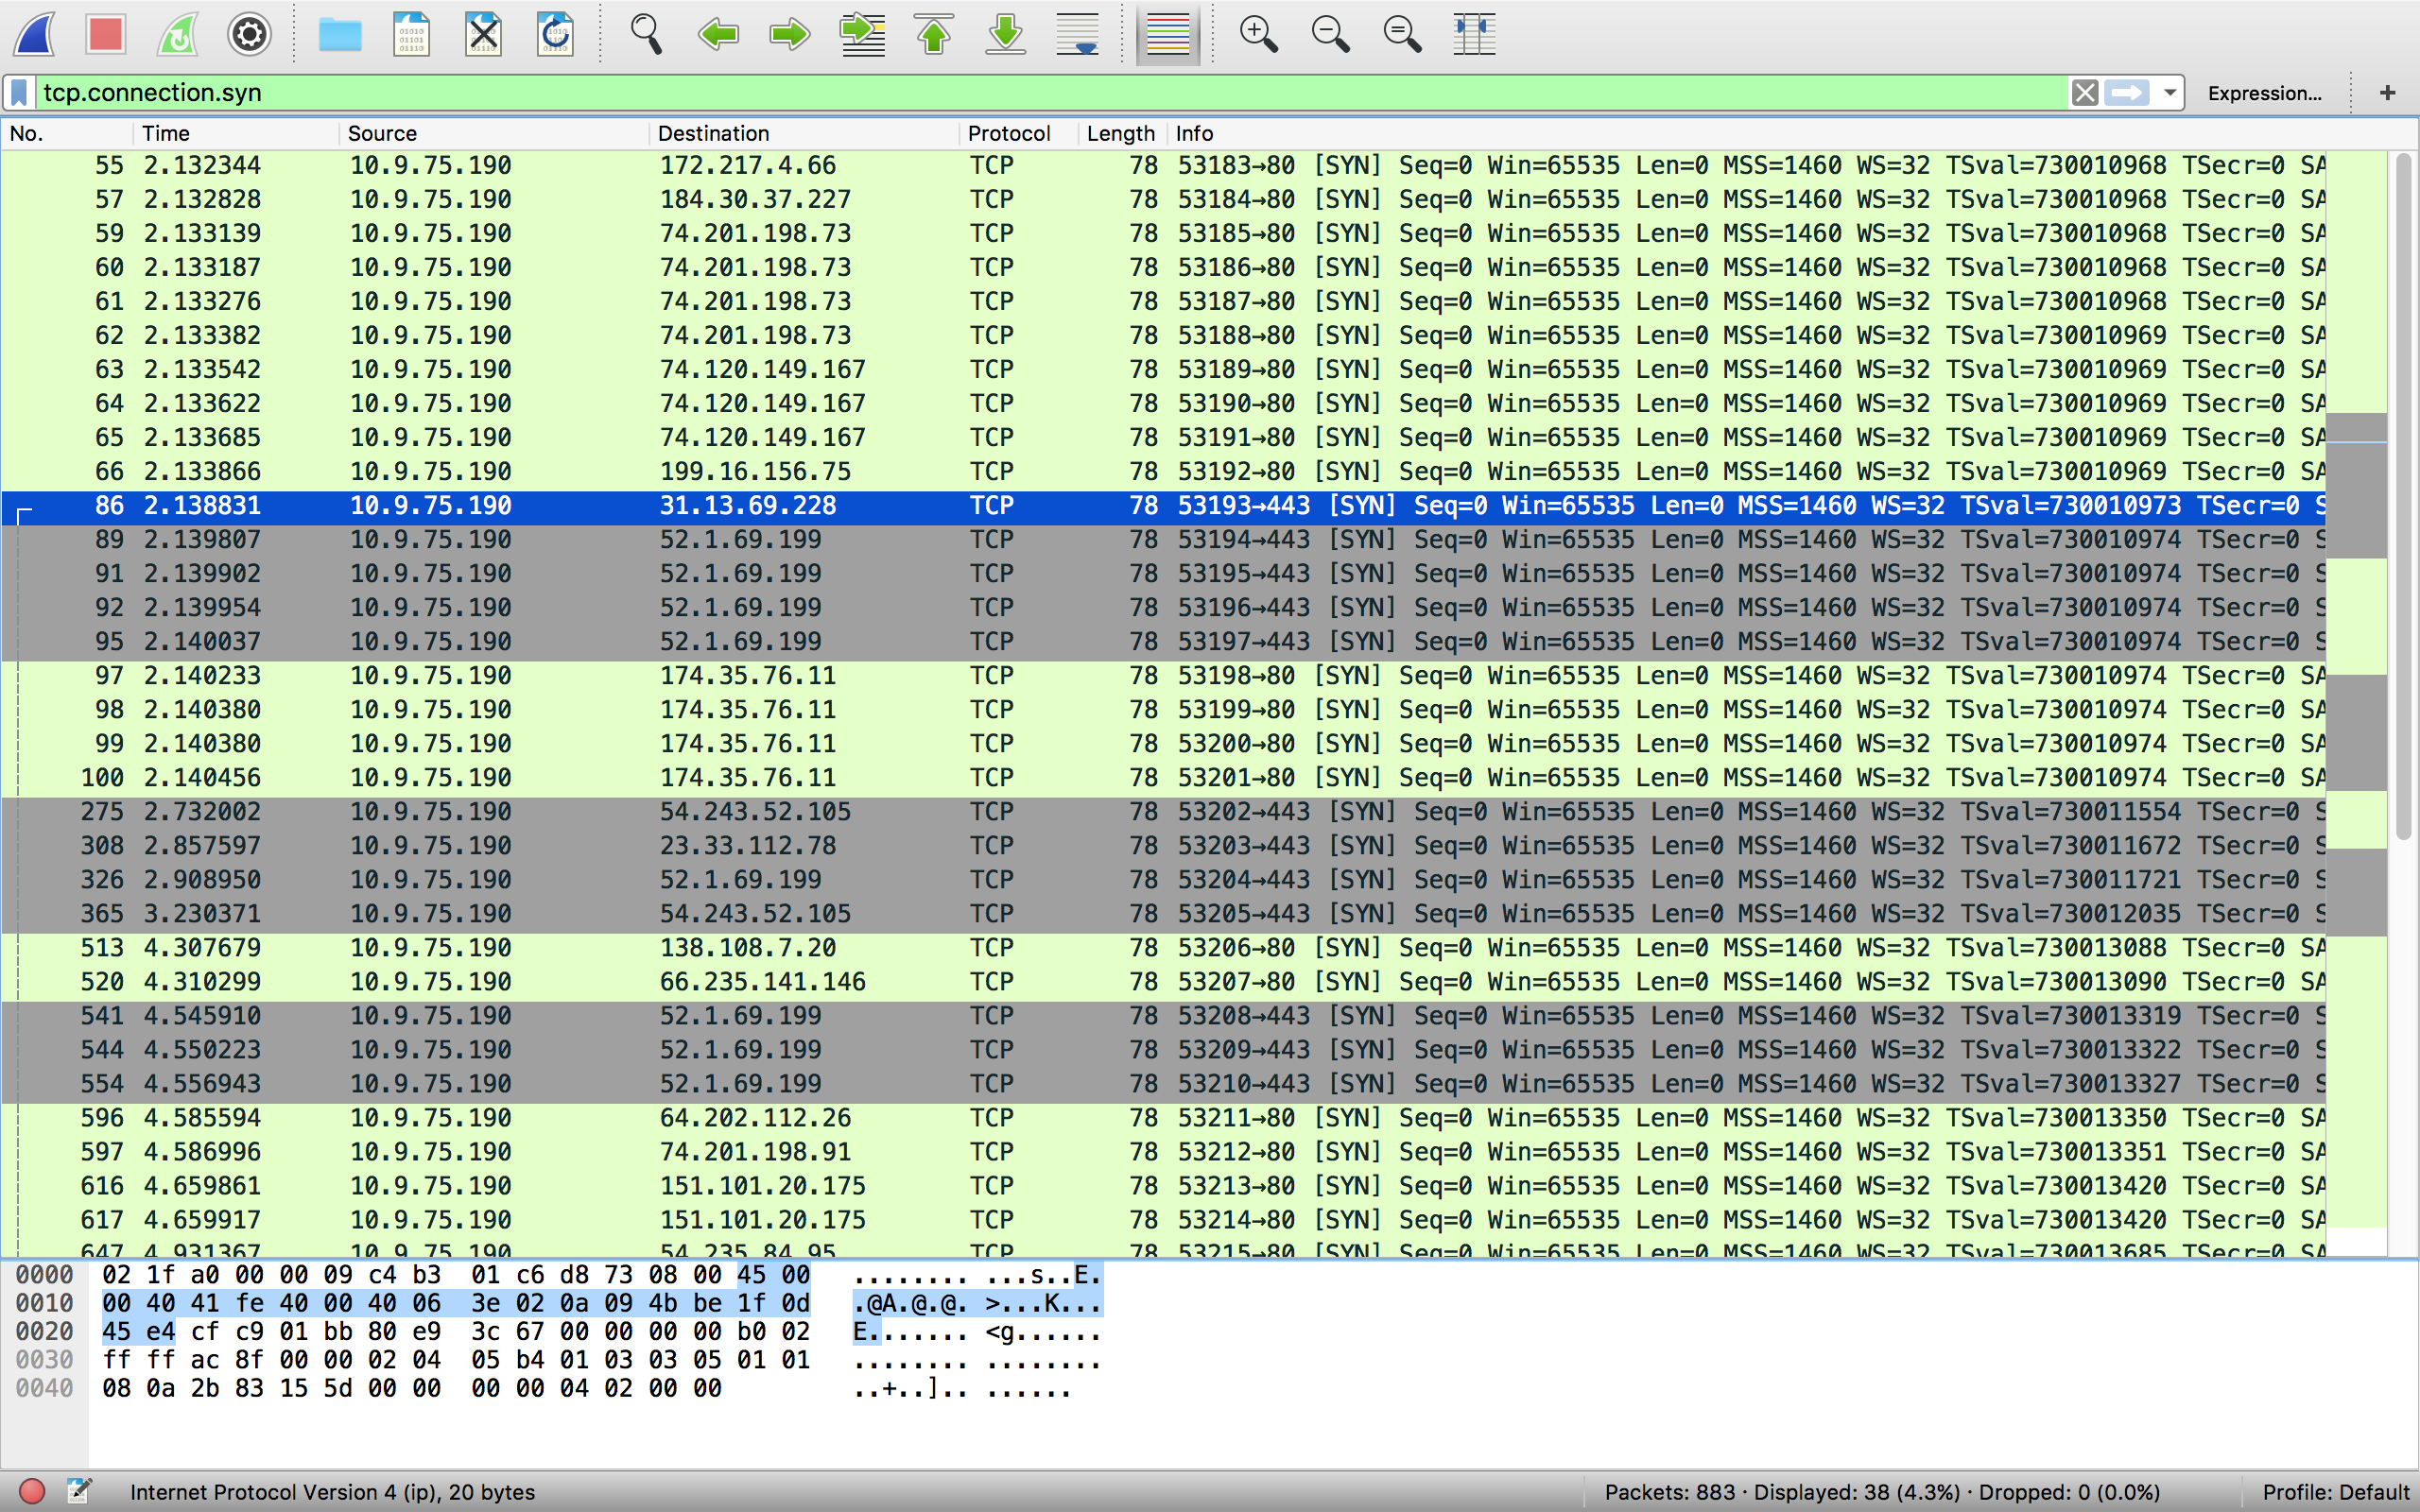 tcp.connection.syn Expression... +
No. Time Source Destination Protocol Length Info
55 2.132344 10.9.75.190 172.217.4.66 TCP 78 53183→80 [SYN] Seq=0 Win=65535 Len=0 MSS=1460 WS=32 TSval=730010968 TSecr=0 SA
57 2.132828 10.9.75.190 184.30.37.227 TCP 78 53184→80 [SYN] Seq=0 Win=65535 Len=0 MSS=1460 WS=32 TSval=730010968 TSecr=0 SA
59 2.133139 10.9.75.190 74.201.198.73 TCP 78 53185→80 [SYN] Seq=0 Win=65535 Len=0 MSS=1460 WS=32 TSval=730010968 TSecr=0 SA
60 2.133187 10.9.75.190 74.201.198.73 TCP 78 53186→80 [SYN] Seq=0 Win=65535 Len=0 MSS=1460 WS=32 TSval=730010968 TSecr=0 SA
61 2.133276 10.9.75.190 74.201.198.73 TCP 78 53187→80 [SYN] Seq=0 Win=65535 Len=0 MSS=1460 WS=32 TSval=730010968 TSecr=0 SA
62 2.133382 10.9.75.190 74.201.198.73 TCP 78 53188→80 [SYN] Seq=0 Win=65535 Len=0 MSS=1460 WS=32 TSval=730010969 TSecr=0 SA
63 2.133542 10.9.75.190 74.120.149.167 TCP 78 53189→80 [SYN] Seq=0 Win=65535 Len=0 MSS=1460 WS=32 TSval=730010969 TSecr=0 SA
64 2.133622 10.9.75.190 74.120.149.167 TCP 78 53190→80 [SYN] Seq=0 Win=65535 Len=0 MSS=1460 WS=32 TSval=730010969 TSecr=0 SA
65 2.133685 10.9.75.190 74.120.149.167 TCP 78 53191→80 [SYN] Seq=0 Win=65535 Len=0 MSS=1460 WS=32 TSval=730010969 TSecr=0 SA
66 2.133866 10.9.75.190 199.16.156.75 TCP 78 53192→80 [SYN] Seq=0 Win=65535 Len=0 MSS=1460 WS=32 TSval=730010969 TSecr=0 SA
86 2.138831 10.9.75.190 31.13.69.228 TCP 78 53193→443 [SYN] Seq=0 Win=65535 Len=0 MSS=1460 WS=32 TSval=730010973 TSecr=0 S
89 2.139807 10.9.75.190 52.1.69.199 TCP 78 53194→443 [SYN] Seq=0 Win=65535 Len=0 MSS=1460 WS=32 TSval=730010974 TSecr=0 S
91 2.139902 10.9.75.190 52.1.69.199 TCP 78 53195→443 [SYN] Seq=0 Win=65535 Len=0 MSS=1460 WS=32 TSval=730010974 TSecr=0 S
92 2.139954 10.9.75.190 52.1.69.199 TCP 78 53196→443 [SYN] Seq=0 Win=65535 Len=0 MSS=1460 WS=32 TSval=730010974 TSecr=0 S
95 2.140037 10.9.75.190 52.1.69.199 TCP 78 53197→443 [SYN] Seq=0 Win=65535 Len=0 MSS=1460 WS=32 TSval=730010974 TSecr=0 S
97 2.140233 10.9.75.190 174.35.76.11 TCP 78 53198→80 [SYN] Seq=0 Win=65535 Len=0 MSS=1460 WS=32 TSval=730010974 TSecr=0 SA
98 2.140380 10.9.75.190 174.35.76.11 TCP 78 53199→80 [SYN] Seq=0 Win=65535 Len=0 MSS=1460 WS=32 TSval=730010974 TSecr=0 SA
99 2.140380 10.9.75.190 174.35.76.11 TCP 78 53200→80 [SYN] Seq=0 Win=65535 Len=0 MSS=1460 WS=32 TSval=730010974 TSecr=0 SA
100 2.140456 10.9.75.190 174.35.76.11 TCP 78 53201→80 [SYN] Seq=0 Win=65535 Len=0 MSS=1460 WS=32 TSval=730010974 TSecr=0 SA
275 2.732002 10.9.75.190 54.243.52.105 TCP 78 53202→443 [SYN] Seq=0 Win=65535 Len=0 MSS=1460 WS=32 TSval=730011554 TSecr=0 S
308 2.857597 10.9.75.190 23.33.112.78 TCP 78 53203→443 [SYN] Seq=0 Win=65535 Len=0 MSS=1460 WS=32 TSval=730011672 TSecr=0 S
326 2.908950 10.9.75.190 52.1.69.199 TCP 78 53204→443 [SYN] Seq=0 Win=65535 Len=0 MSS=1460 WS=32 TSval=730011721 TSecr=0 S
365 3.230371 10.9.75.190 54.243.52.105 TCP 78 53205→443 [SYN] Seq=0 Win=65535 Len=0 MSS=1460 WS=32 TSval=730012035 TSecr=0 S
513 4.307679 10.9.75.190 138.108.7.20 TCP 78 53206→80 [SYN] Seq=0 Win=65535 Len=0 MSS=1460 WS=32 TSval=730013088 TSecr=0 SA
520 4.310299 10.9.75.190 66.235.141.146 TCP 78 53207→80 [SYN] Seq=0 Win=65535 Len=0 MSS=1460 WS=32 TSval=730013090 TSecr=0 SA
541 4.545910 10.9.75.190 52.1.69.199 TCP 78 53208→443 [SYN] Seq=0 Win=65535 Len=0 MSS=1460 WS=32 TSval=730013319 TSecr=0 S
544 4.550223 10.9.75.190 52.1.69.199 TCP 78 53209→443 [SYN] Seq=0 Win=65535 Len=0 MSS=1460 WS=32 TSval=730013322 TSecr=0 S
554 4.556943 10.9.75.190 52.1.69.199 TCP 78 53210→443 [SYN] Seq=0 Win=65535 Len=0 MSS=1460 WS=32 TSval=730013327 TSecr=0 S
596 4.585594 10.9.75.190 64.202.112.26 TCP 78 53211→80 [SYN] Seq=0 Win=65535 Len=0 MSS=1460 WS=32 TSval=730013350 TSecr=0 SA
597 4.586996 10.9.75.190 74.201.198.91 TCP 78 53212→80 [SYN] Seq=0 Win=65535 Len=0 MSS=1460 WS=32 TSval=730013351 TSecr=0 SA
616 4.659861 10.9.75.190 151.101.20.175 TCP 78 53213→80 [SYN] Seq=0 Win=65535 Len=0 MSS=1460 WS=32 TSval=730013420 TSecr=0 SA
617 4.659917 10.9.75.190 151.101.20.175 TCP 78 53214→80 [SYN] Seq=0 Win=65535 Len=0 MSS=1460 WS=32 TSval=730013420 TSecr=0 SA
647 4.931367 10.9.75.190 54.235.84.95 TCP 78 53215→80 [SYN] Seq=0 Win=65535 Len=0 MSS=1460 WS=32 TSval=730013685 TSecr=0 SA
0000 02 1f a0 00 00 09 c4 b3 01 c6 d8 73 08 00 45 00 ........ ...s..E.
0010 00 40 41 fe 40 00 40 06 3e 02 0a 09 4b be 1f 0d .@A.@.@. >...K...
0020 45 e4 cf c9 01 bb 80 e9 3c 67 00 00 00 00 b0 02 E....... <g......
0030 ff ff ac 8f 00 00 02 04 05 b4 01 03 03 05 01 01 ........ ........
0040 08 0a 2b 83 15 5d 00 00 00 00 04 02 00 00 ..+..].. ......
Internet Protocol Version 4 (ip), 20 bytes Packets: 883 · Displayed: 38 (4.3%) · Dropped: 0 (0.0%) Profile: Default